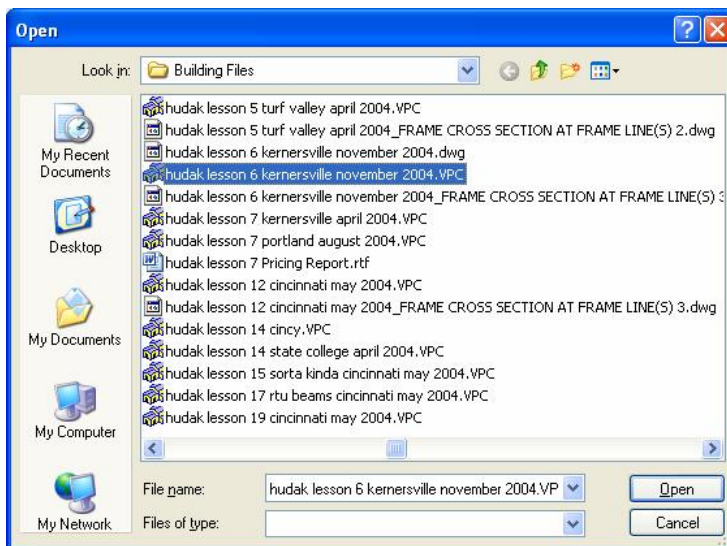 Open
Look in:
Building Files
My Recent
Documents
Desktop
My Documents
My Computer
My Network
hudak lesson 5 turf valley april 2004.VPC
hudak lesson 5 turf valley april 2004_FRAME CROSS SECTION AT FRAME LINE(S) 2.dwg
hudak lesson 6 kernersville november 2004.dwg
hudak lesson 6 kernersville november 2004.VPC
hudak lesson 6 kernersville november 2004_FRAME CROSS SECTION AT FRAME LINE(S) 3
hudak lesson 7 kernersville april 2004.VPC
hudak lesson 7 portland august 2004.VPC
hudak lesson 7 Pricing Report.rtf
hudak lesson 12 cincinnati may 2004.VPC
hudak lesson 12 cincinnati may 2004_FRAME CROSS SECTION AT FRAME LINE(S) 3.dwg
hudak lesson 14 cincy.VPC
hudak lesson 14 state college april 2004.VPC
hudak lesson 15 sorta kinda cincinnati may 2004.VPC
hudak lesson 17 rtu beams cincinnati may 2004.VPC
hudak lesson 19 cincinnati may 2004.VPC
File name:
hudak lesson 6 kernersville november 2004.VP
Open
Files of type:
Cancel